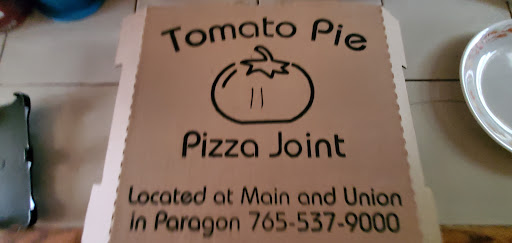 Tomato Pie
Pizza Joint
Located at Main and Union
in Paragon 765-537-9000